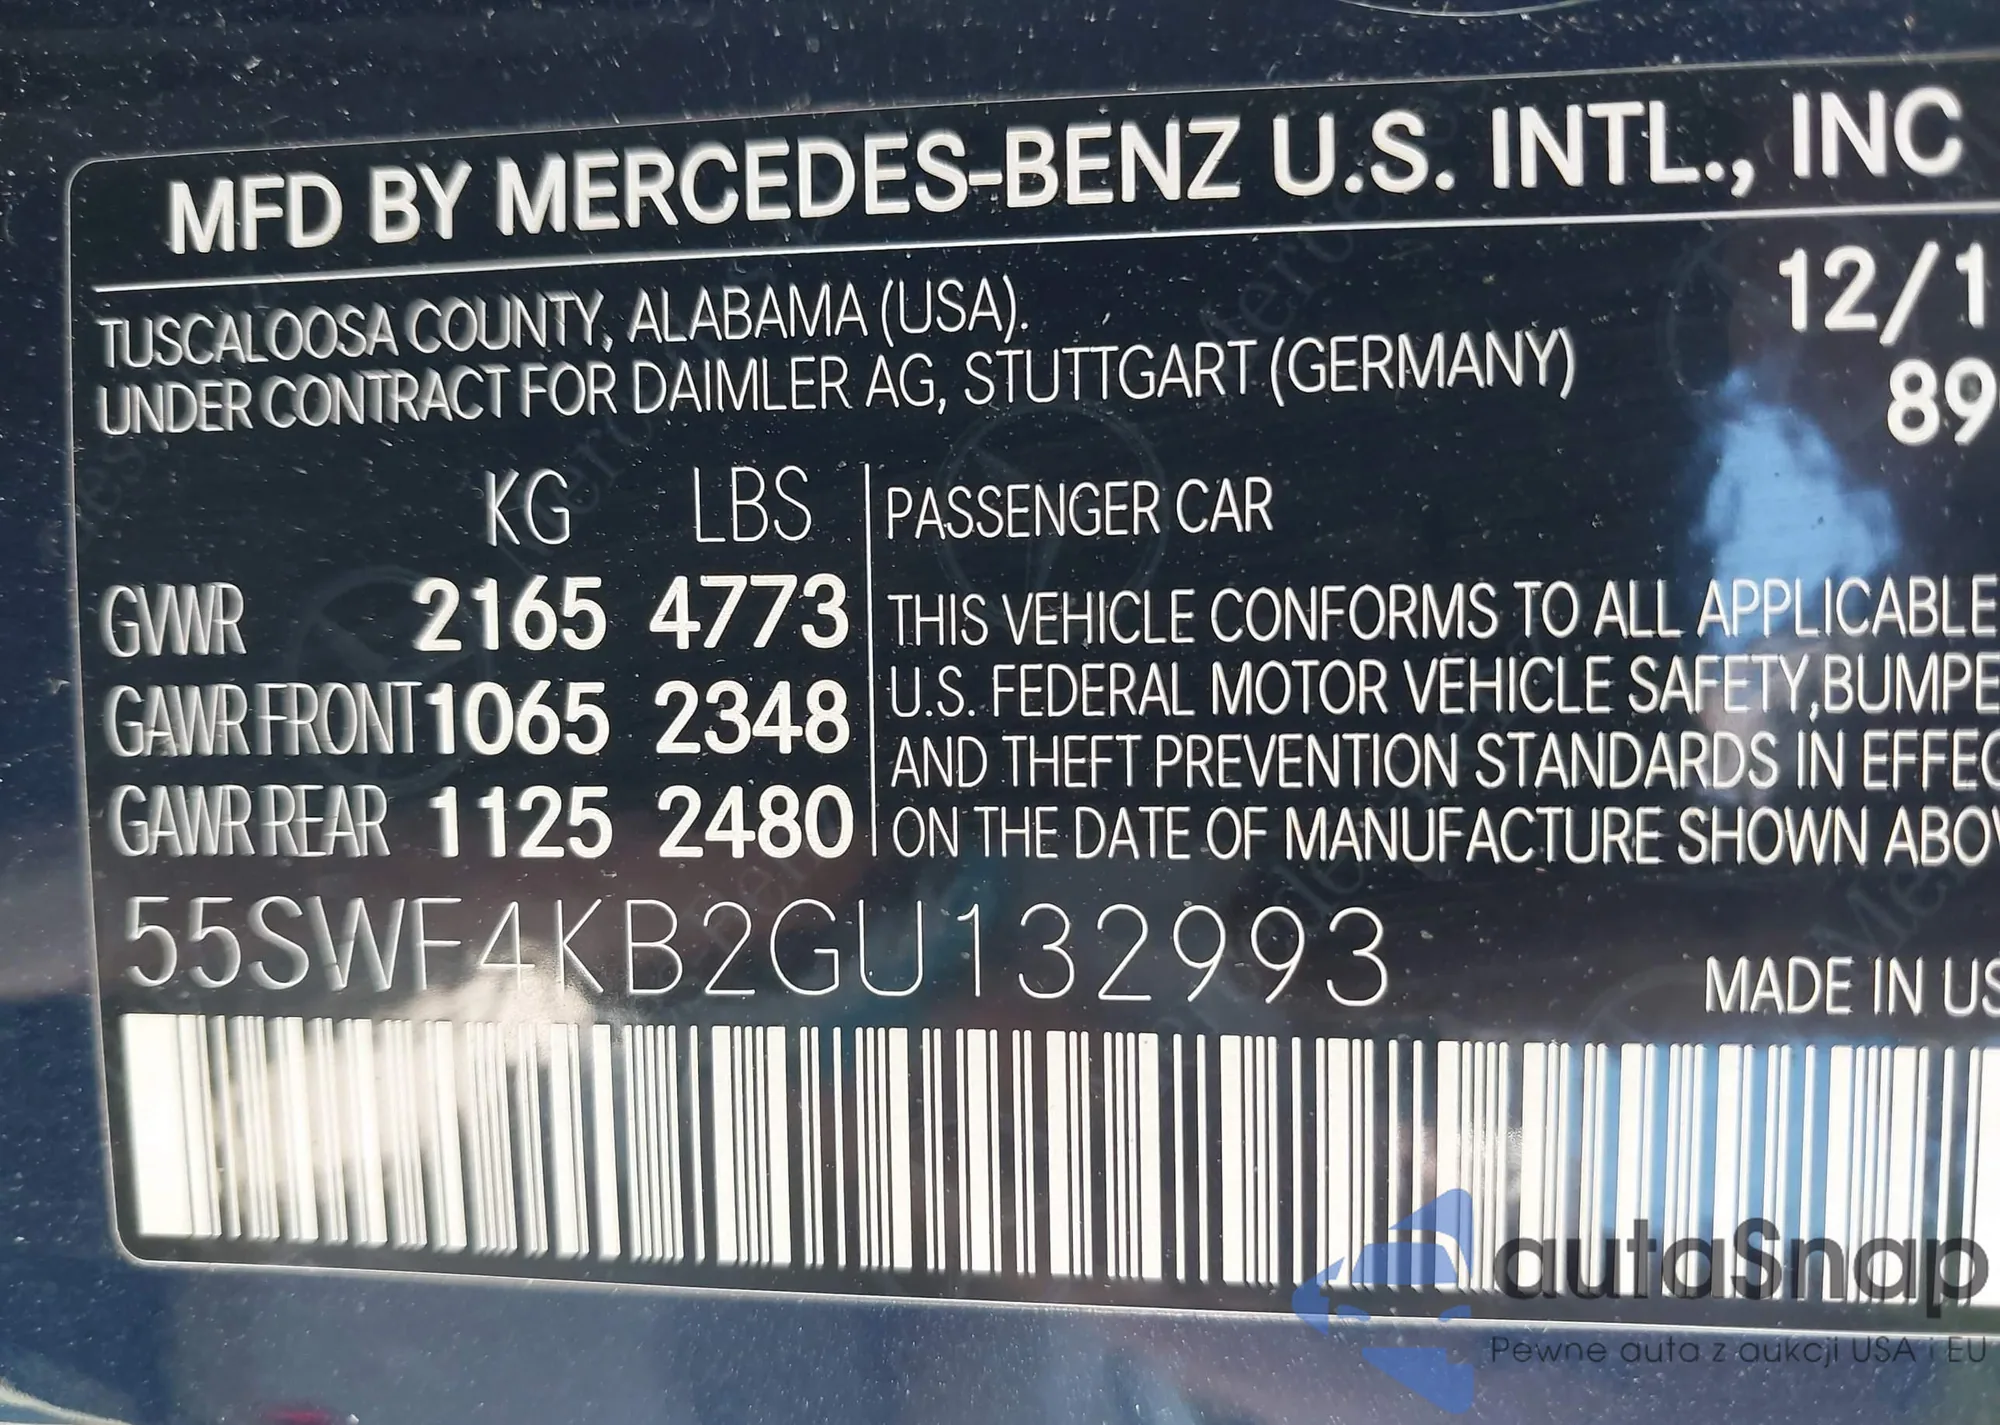 MFD BY MERCEDES-BENZ U.S. INTL., INC
12/1
TUSCALOOSA COUNTY, ALABAMA (USA).
UNDER CONTRACT FOR DAIMLER AG, STUTTGART (GERMANY)
89
KG LBS
GVWR 2165 4773
GAWR FRONT 1065 2348
GAWR REAR 1125 2480
PASSENGER CAR
THIS VEHICLE CONFORMS TO ALL APPLICABLE
U.S. FEDERAL MOTOR VEHICLE SAFETY,BUMPE
AND THEFT PREVENTION STANDARDS IN EFFEC
ON THE DATE OF MANUFACTURE SHOWN ABOV
55SWF4KB2GU132993
MADE IN US
autaSnap
Pewne auta z aukcji USA i EU